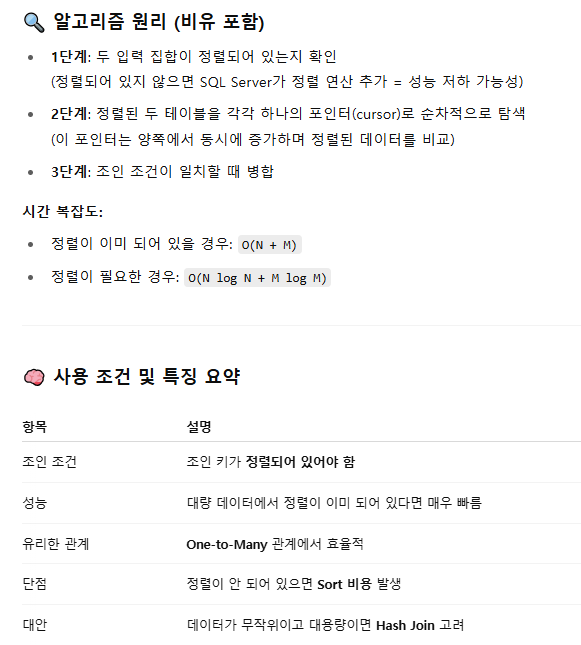 🔍 알고리즘 원리 (비유 포함)
• 1단계: 두 입력 집합이 정렬되어 있는지 확인
(정렬되어 있지 않으면 SQL Server가 정렬 연산 추가 = 성능 저하 가능성)
• 2단계: 정렬된 두 테이블을 각각 하나의 포인터(cursor)로 순차적으로 탐색
(이 포인터는 양쪽에서 동시에 증가하며 정렬된 데이터를 비교)
• 3단계: 조인 조건이 일치할 때 병합
시간 복잡도:
• 정렬이 이미 되어 있을 경우: O(N + M)
• 정렬이 필요한 경우: O(N log N + M log M)
🧠 사용 조건 및 특징 요약
항목 설명
조인 조건 조인 키가 정렬되어 있어야 함
성능 대량 데이터에서 정렬이 이미 되어 있다면 매우 빠름
유리한 관계 One-to-Many 관계에서 효율적
단점 정렬이 안 되어 있으면 Sort 비용 발생
대안 데이터가 무작위이고 대용량이면 Hash Join 고려